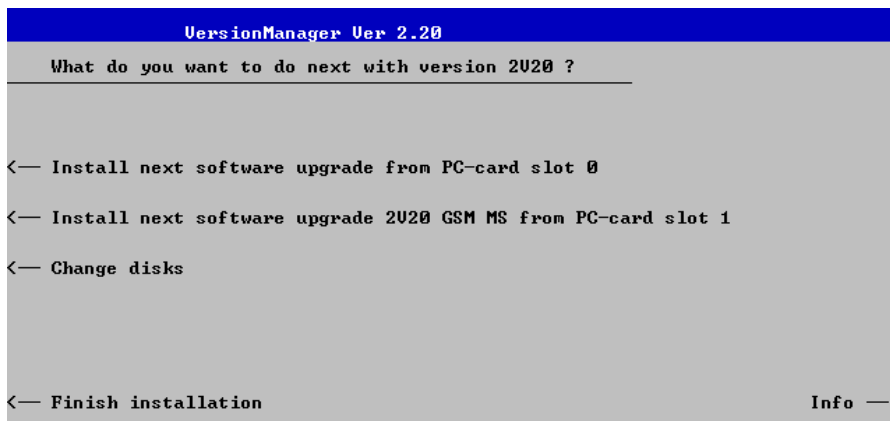 VersionManager Ver 2.20
What do you want to do next with version 2V20 ?
<— Install next software upgrade from PC-card slot 0
<— Install next software upgrade 2V20 GSM MS from PC-card slot 1
<— Change disks
<— Finish installation Info —